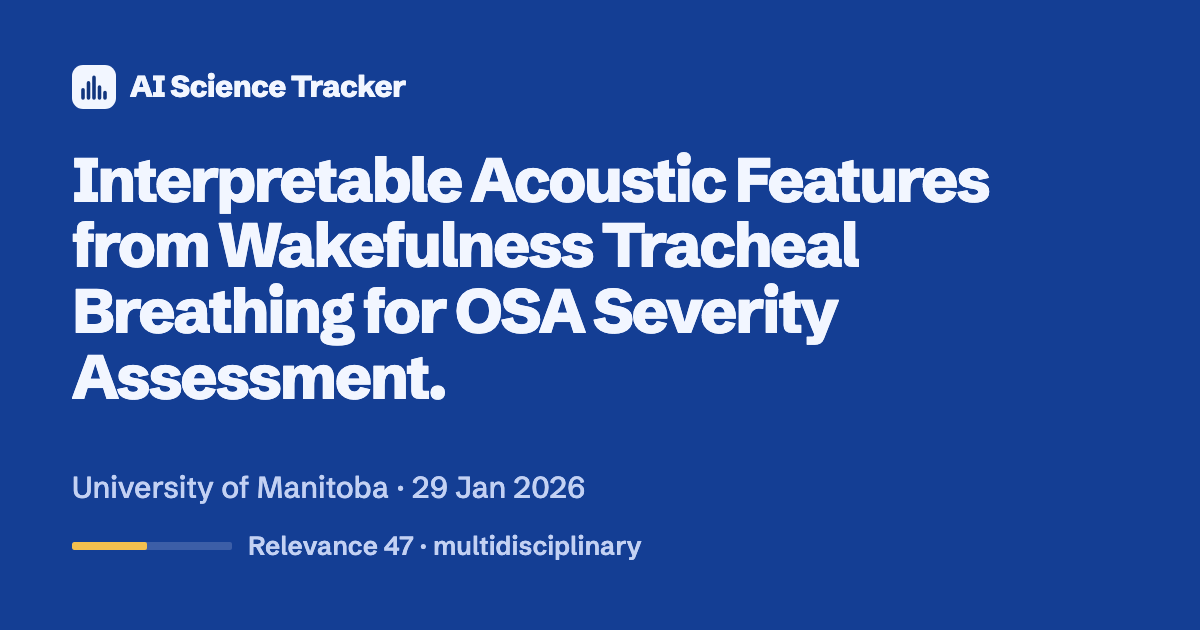 AI Science Tracker
Interpretable Acoustic Features
from Wakefulness Tracheal
Breathing for OSA Severity
Assessment.
University of Manitoba · 29 Jan 2026
Relevance 47 · multidisciplinary